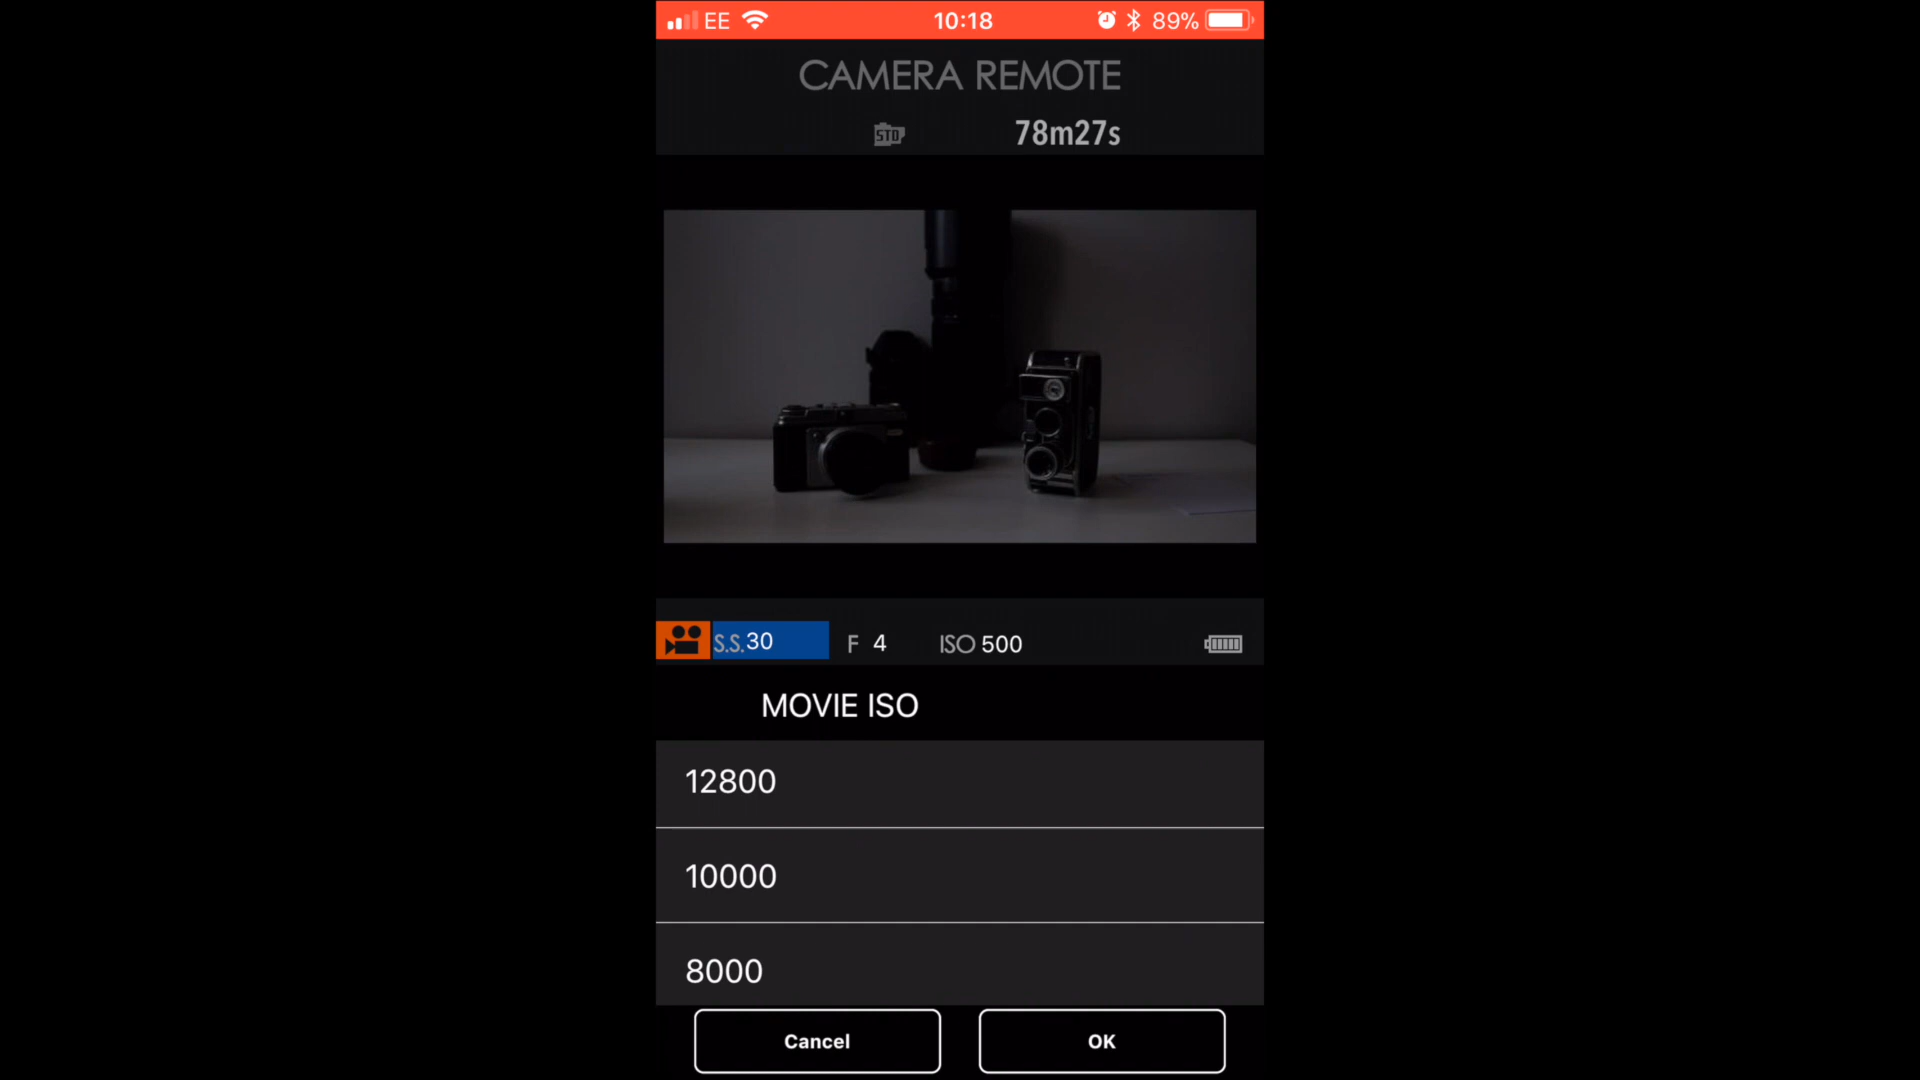 EE 10:18 89%
CAMERA REMOTE
STD 78m27s
S.S.30 F 4 ISO 500
MOVIE ISO
12800
10000
8000
Cancel OK